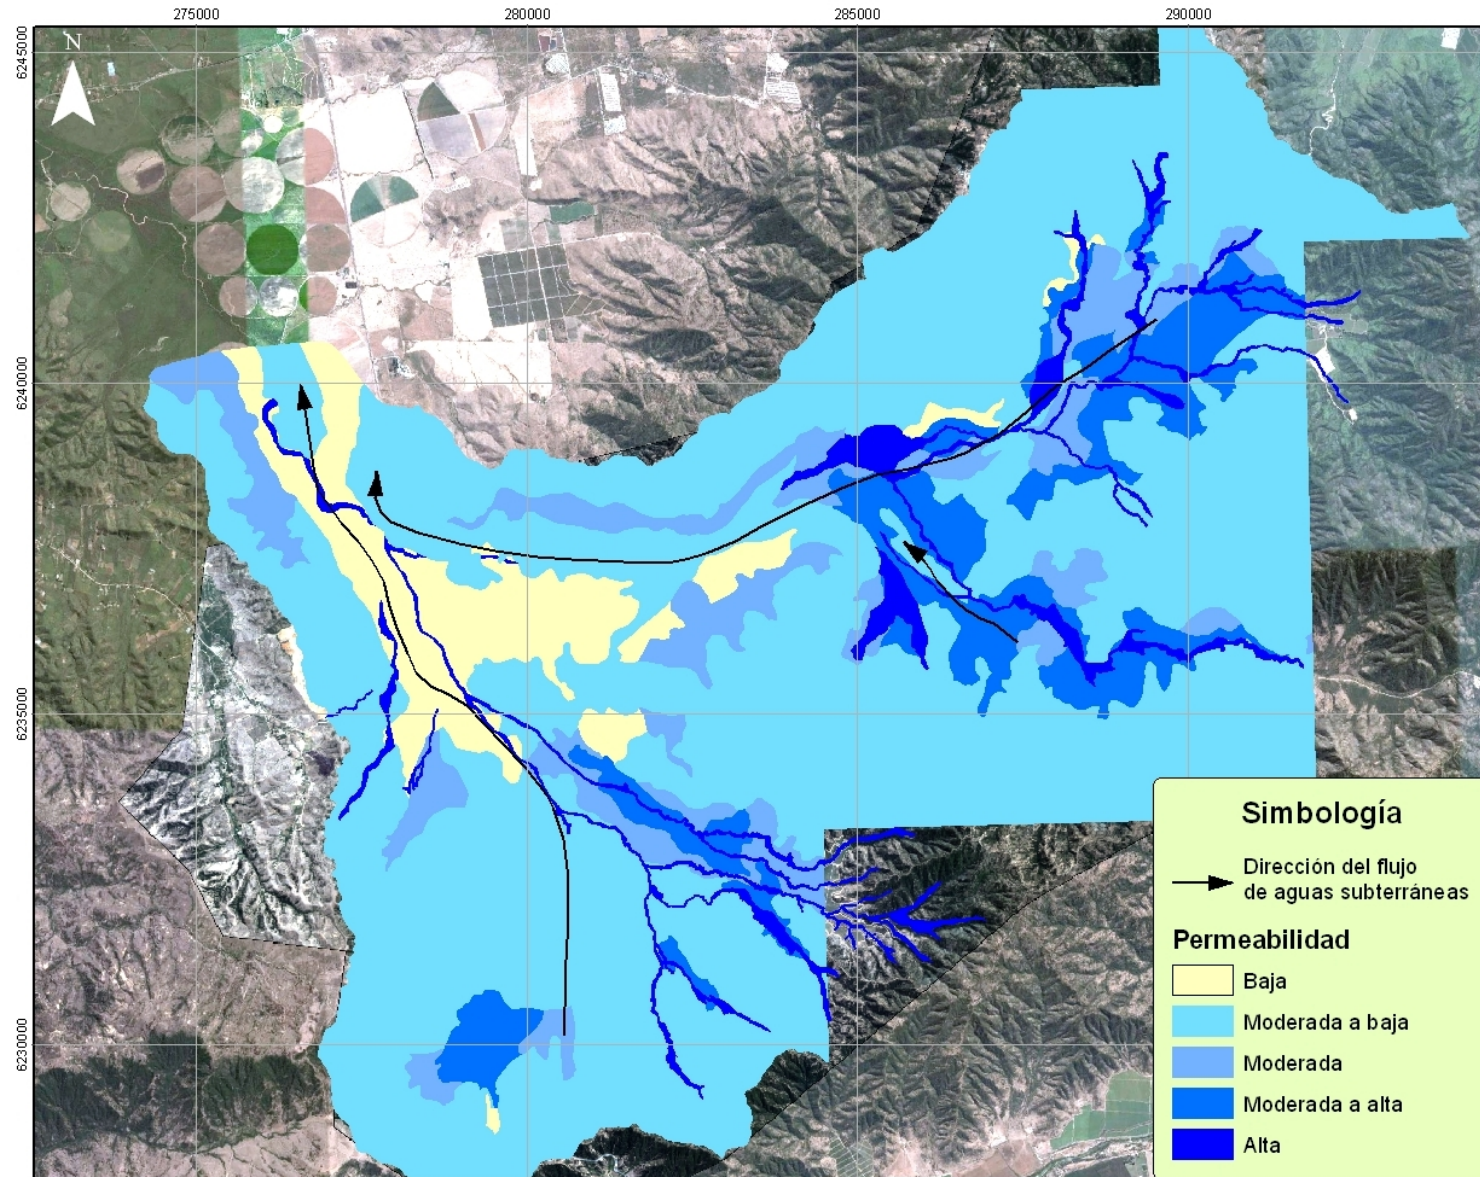 275000
280000
285000
290000
N
6245000
6240000
6235000
6230000
Simbología
Dirección del flujo
de aguas subterráneas
Permeabilidad
Baja
Moderada a baja
Moderada
Moderada a alta
Alta